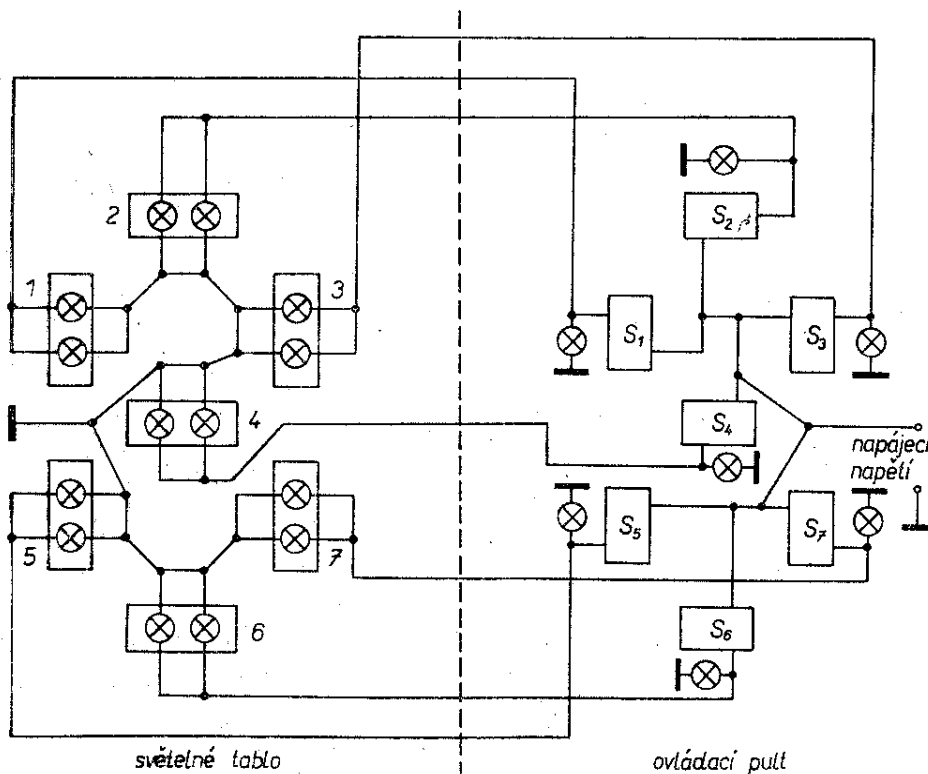 2
S₂
1
3
S₁
S₃
4
S₄
napájecí
napětí
5
7
S₅
S₇
6
S₆
světelné tablo
ovládací pult